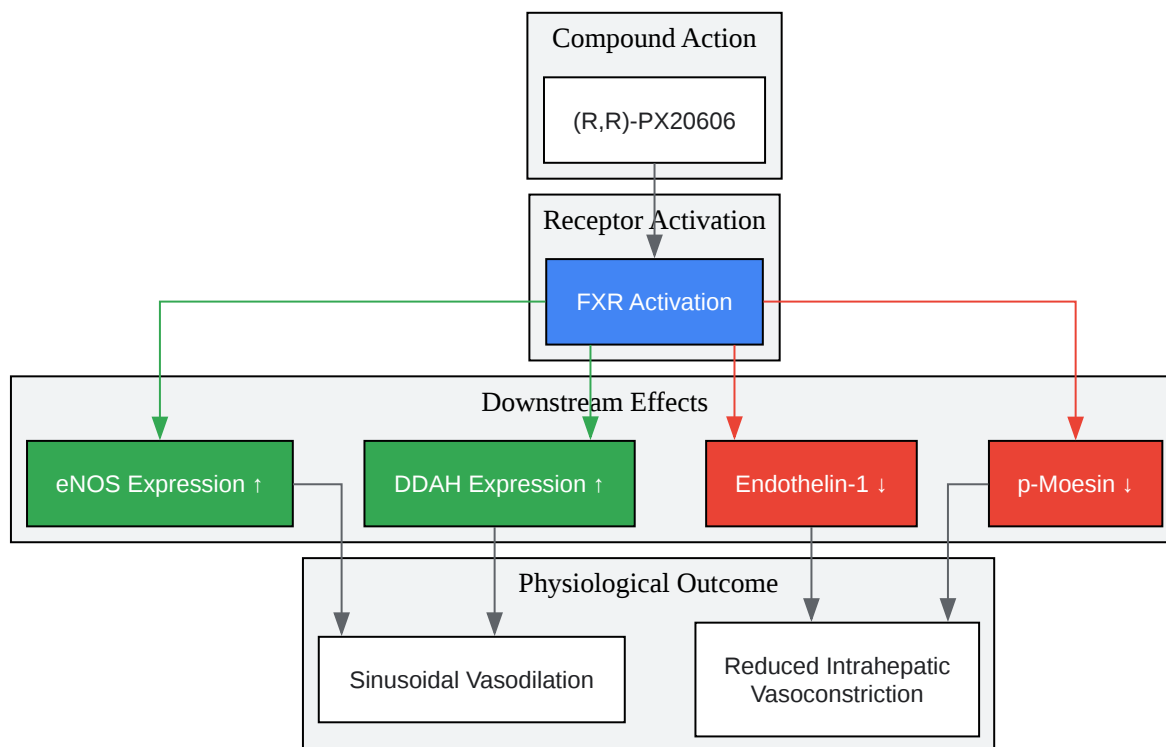 Compound Action
(R,R)-PX20606
Receptor Activation
FXR Activation
Downstream Effects
eNOS Expression ↑
DDAH Expression ↑
Endothelin-1 ↓
p-Moesin ↓
Physiological Outcome
Sinusoidal Vasodilation
Reduced Intrahepatic
Vasoconstriction